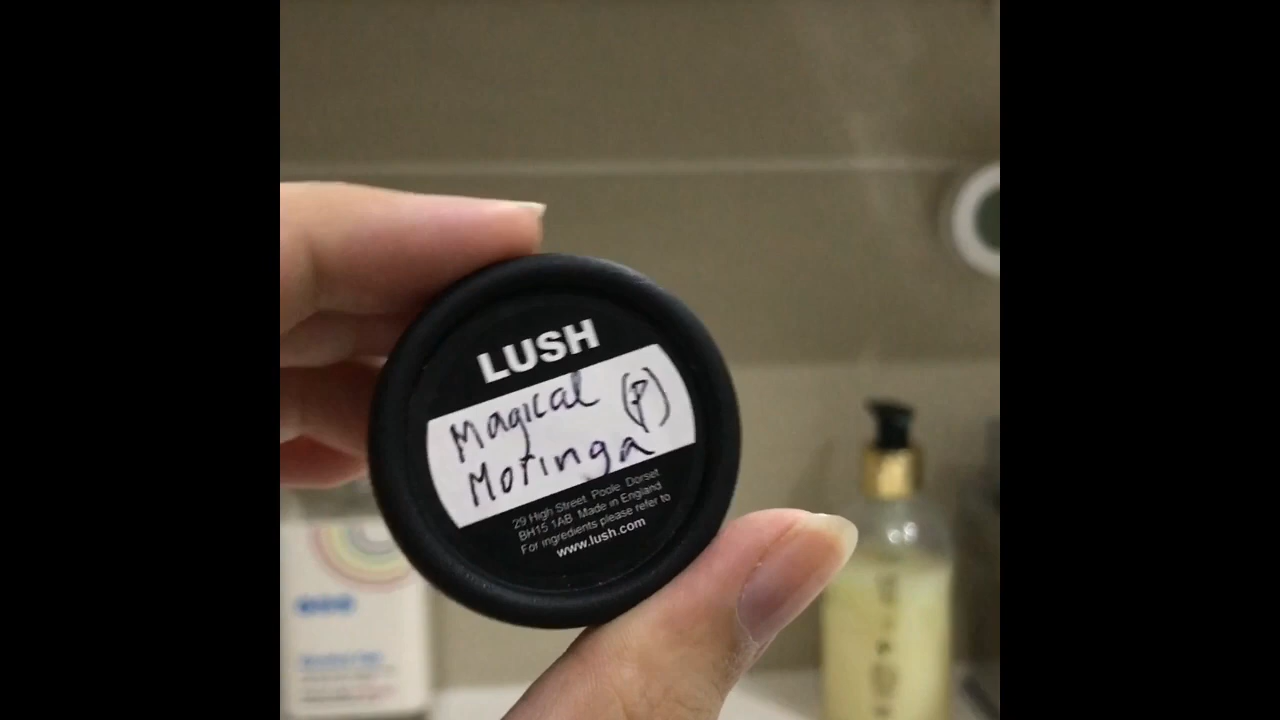 LUSH
Magical (P)
Moringa
29 High Street Poole Dorset
BH15 1AB Made in England
For ingredients please refer to
www.lush.com